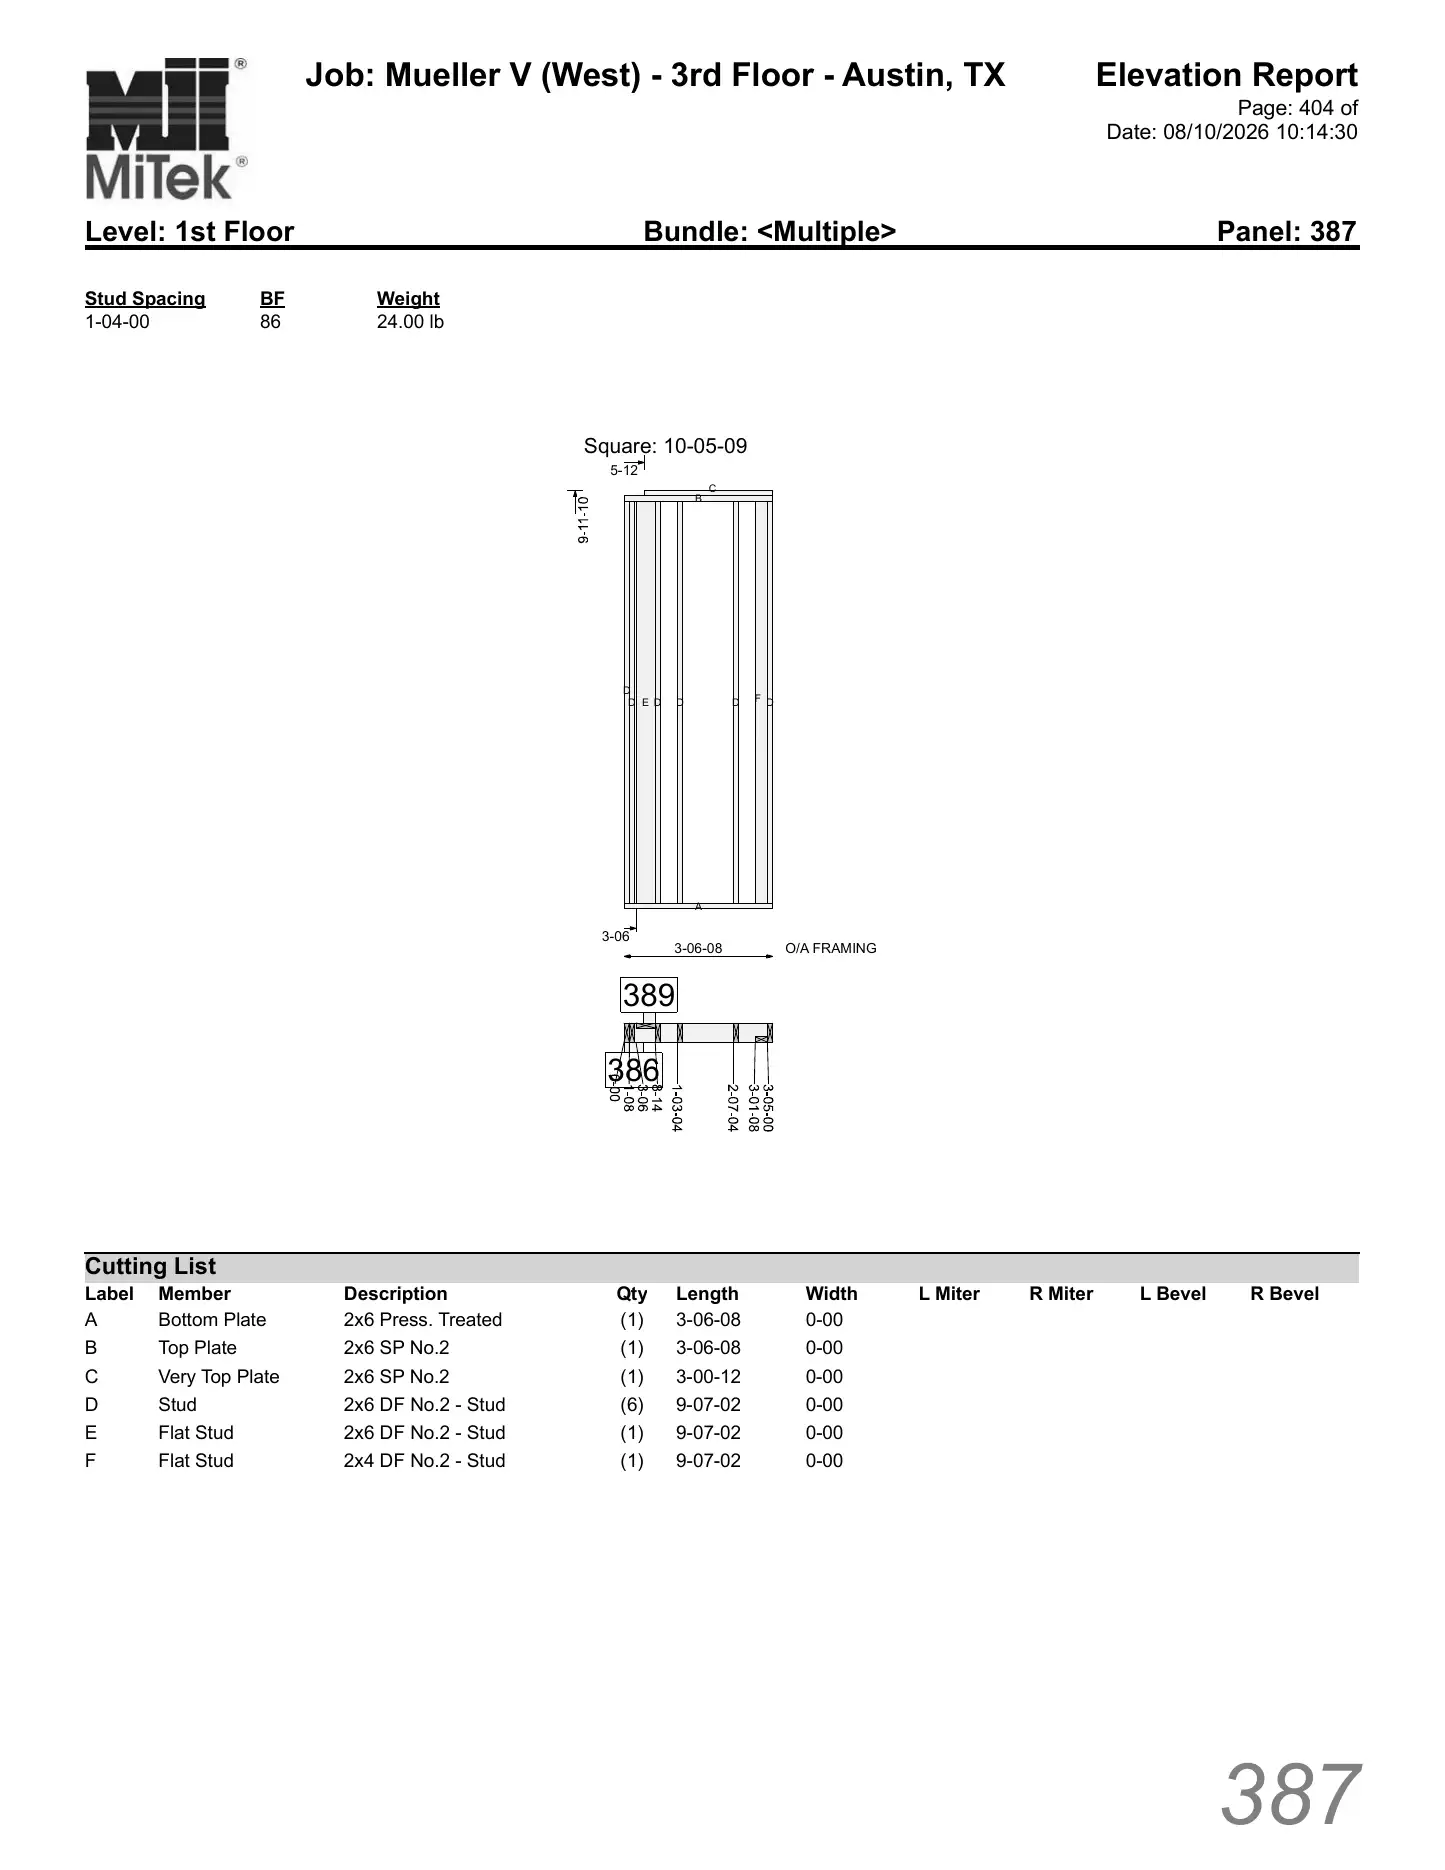 Job: Mueller V (West) - 3rd Floor - Austin, TX
Elevation Report
Page: 404 of
Date: 08/10/2026 10:14:30
MiTek®
Level: 1st Floor Bundle: <Multiple> Panel: 387
Stud Spacing BF Weight
1-04-00 86 24.00 lb
Square: 10-05-09
5-12
C
B
9-11-10
D
D E D D D F D
A
3-06
3-06-08 O/A FRAMING
389
386
0-00 1-08 3-06 8-14 1-03-04 2-07-04 3-01-08 3-05-00
Cutting List
Label Member Description Qty Length Width L Miter R Miter L Bevel R Bevel
A Bottom Plate 2x6 Press. Treated (1) 3-06-08 0-00
B Top Plate 2x6 SP No.2 (1) 3-06-08 0-00
C Very Top Plate 2x6 SP No.2 (1) 3-00-12 0-00
D Stud 2x6 DF No.2 - Stud (6) 9-07-02 0-00
E Flat Stud 2x6 DF No.2 - Stud (1) 9-07-02 0-00
F Flat Stud 2x4 DF No.2 - Stud (1) 9-07-02 0-00
387